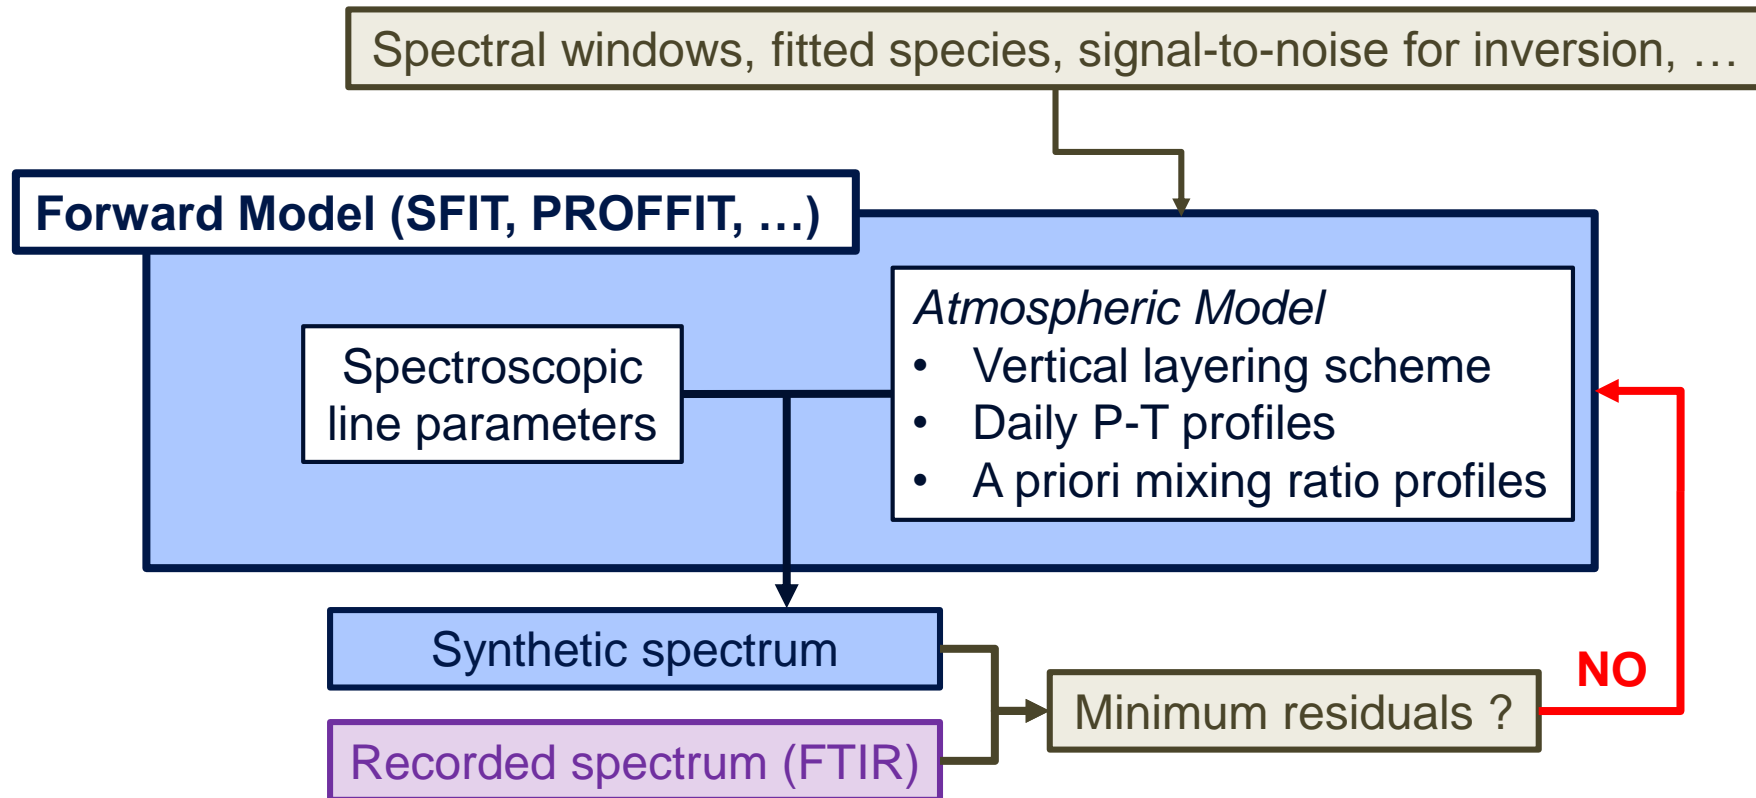 Spectral windows, fitted species, signal-to-noise for inversion, …
Forward Model (SFIT, PROFFIT, …)
Spectroscopic
line parameters
Atmospheric Model
• Vertical layering scheme
• Daily P-T profiles
• A priori mixing ratio profiles
Synthetic spectrum
Recorded spectrum (FTIR)
Minimum residuals ?
NO